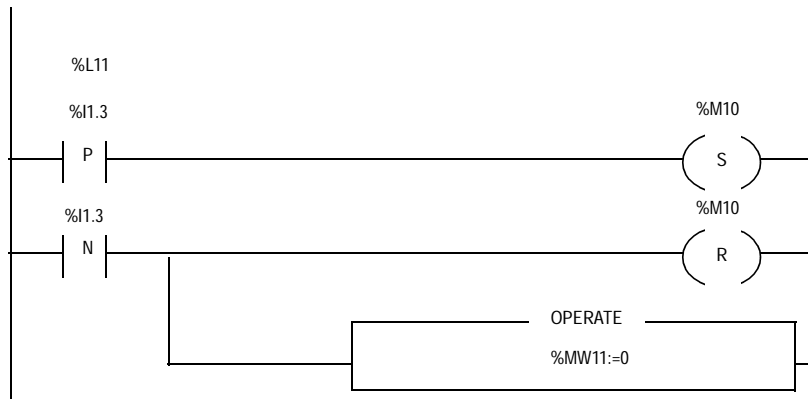 %L11
%I1.3
%M10
P
S
%I1.3
%M10
N
R
OPERATE
%MW11:=0